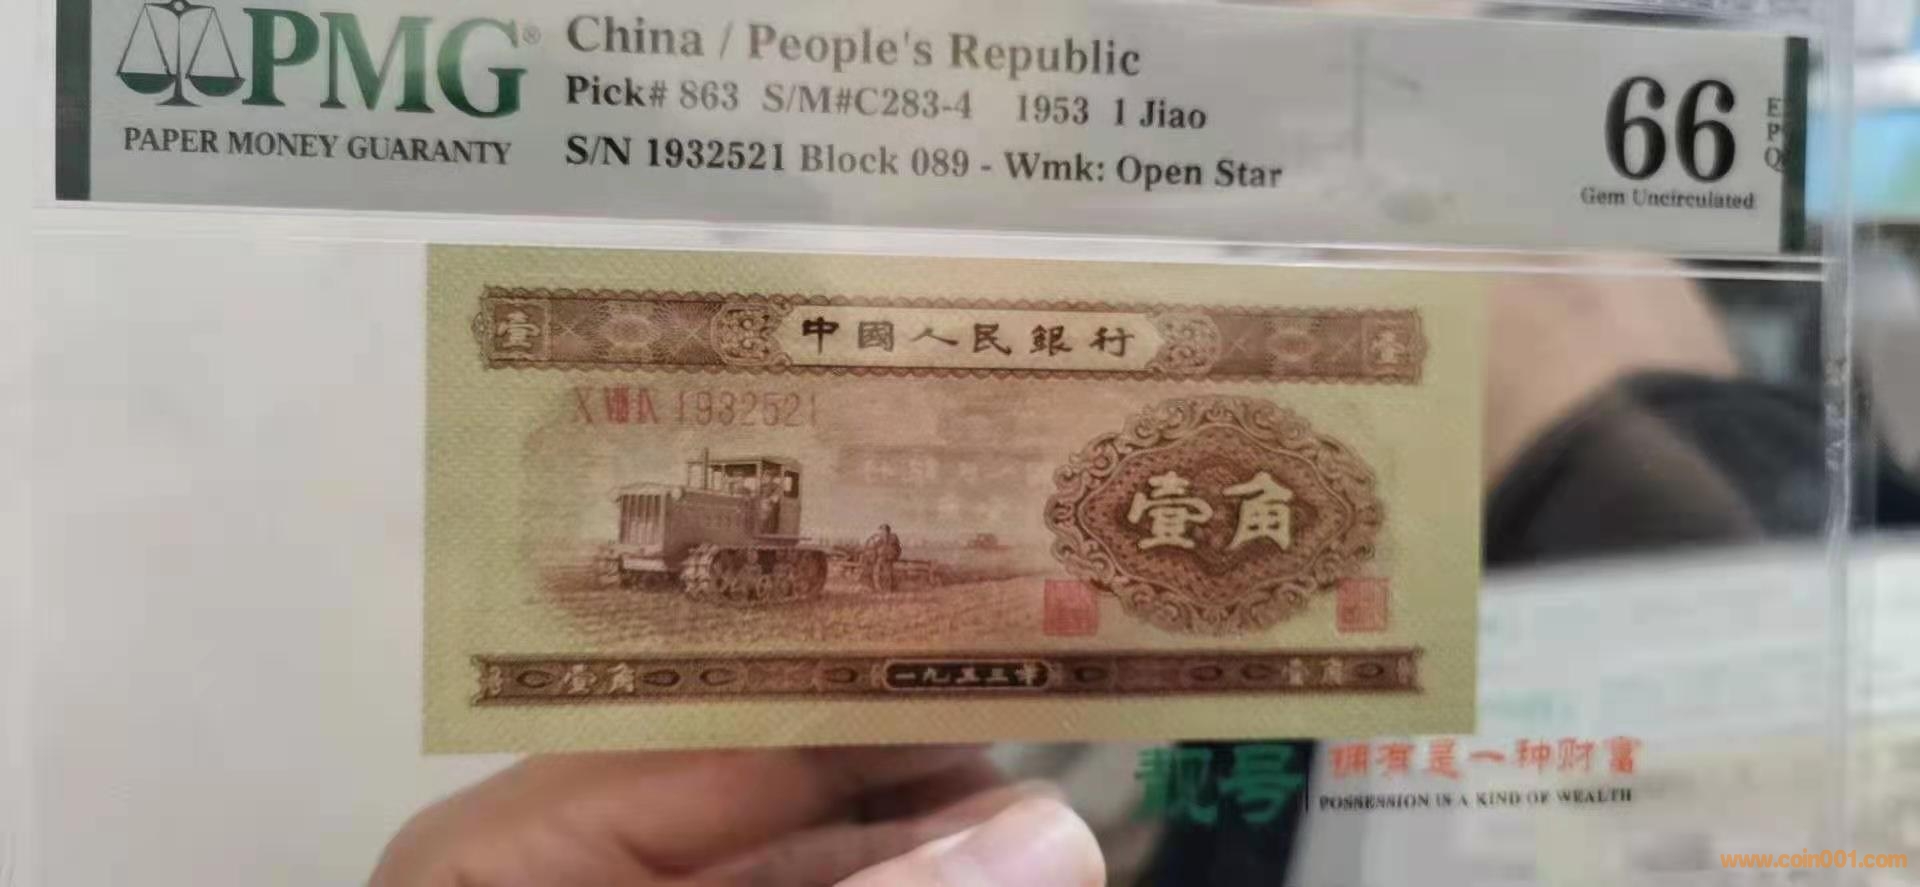 PMG®
PAPER MONEY GUARANTY
China / People's Republic
Pick# 863 S/M#C283-4 1953 1 Jiao
S/N 1932521 Block 089 - Wmk: Open Star
66
EPQ
Gem Uncirculated
壹
中國人民銀行
壹
1932521
壹角
壹角
一九五三年
壹角
靓号
拥有是一种财富
POSSESSION IS A KIND OF WEALTH
www.coin001.com